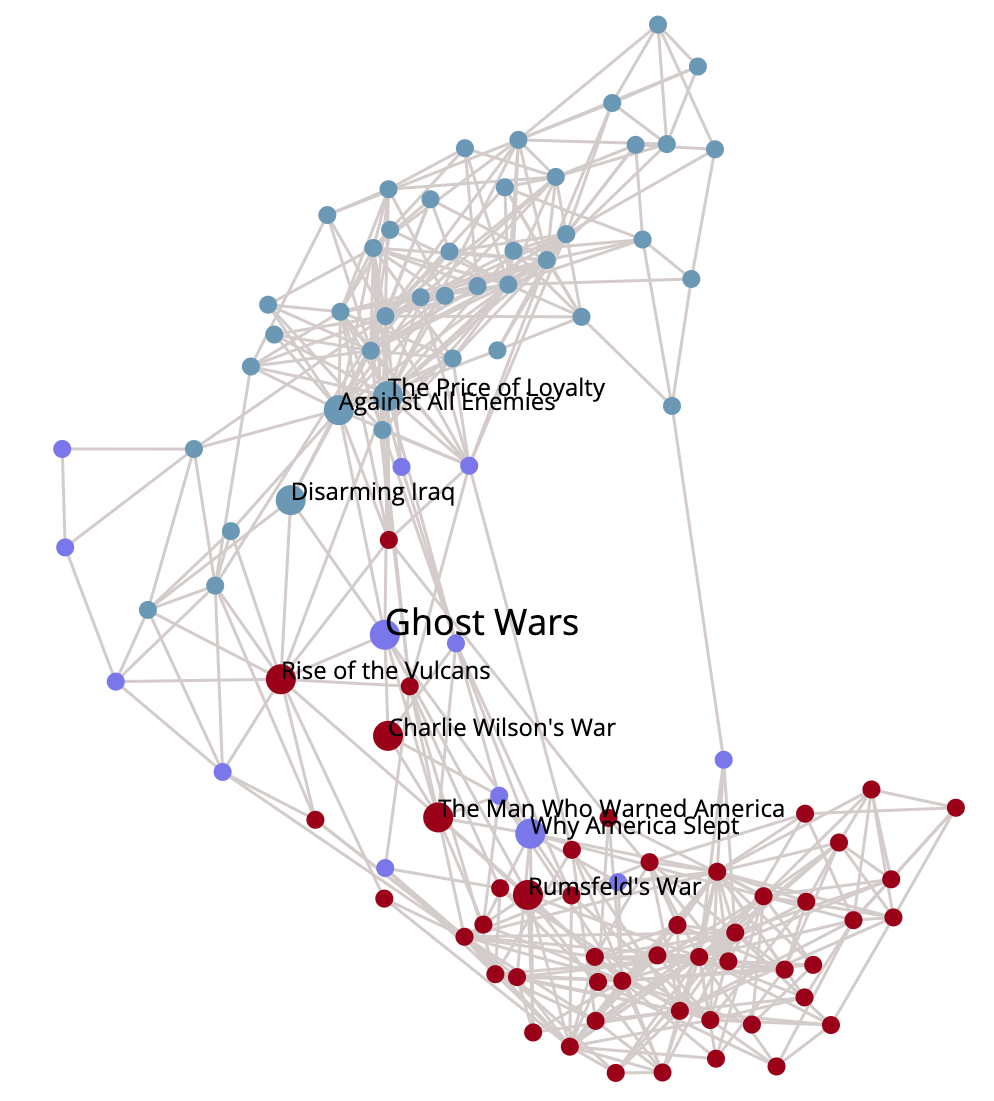 The Price of Loyalty
Against All Enemies
Disarming Iraq
Ghost Wars
Rise of the Vulcans
Charlie Wilson's War
The Man Who Warned America
Why America Slept
Rumsfeld's War